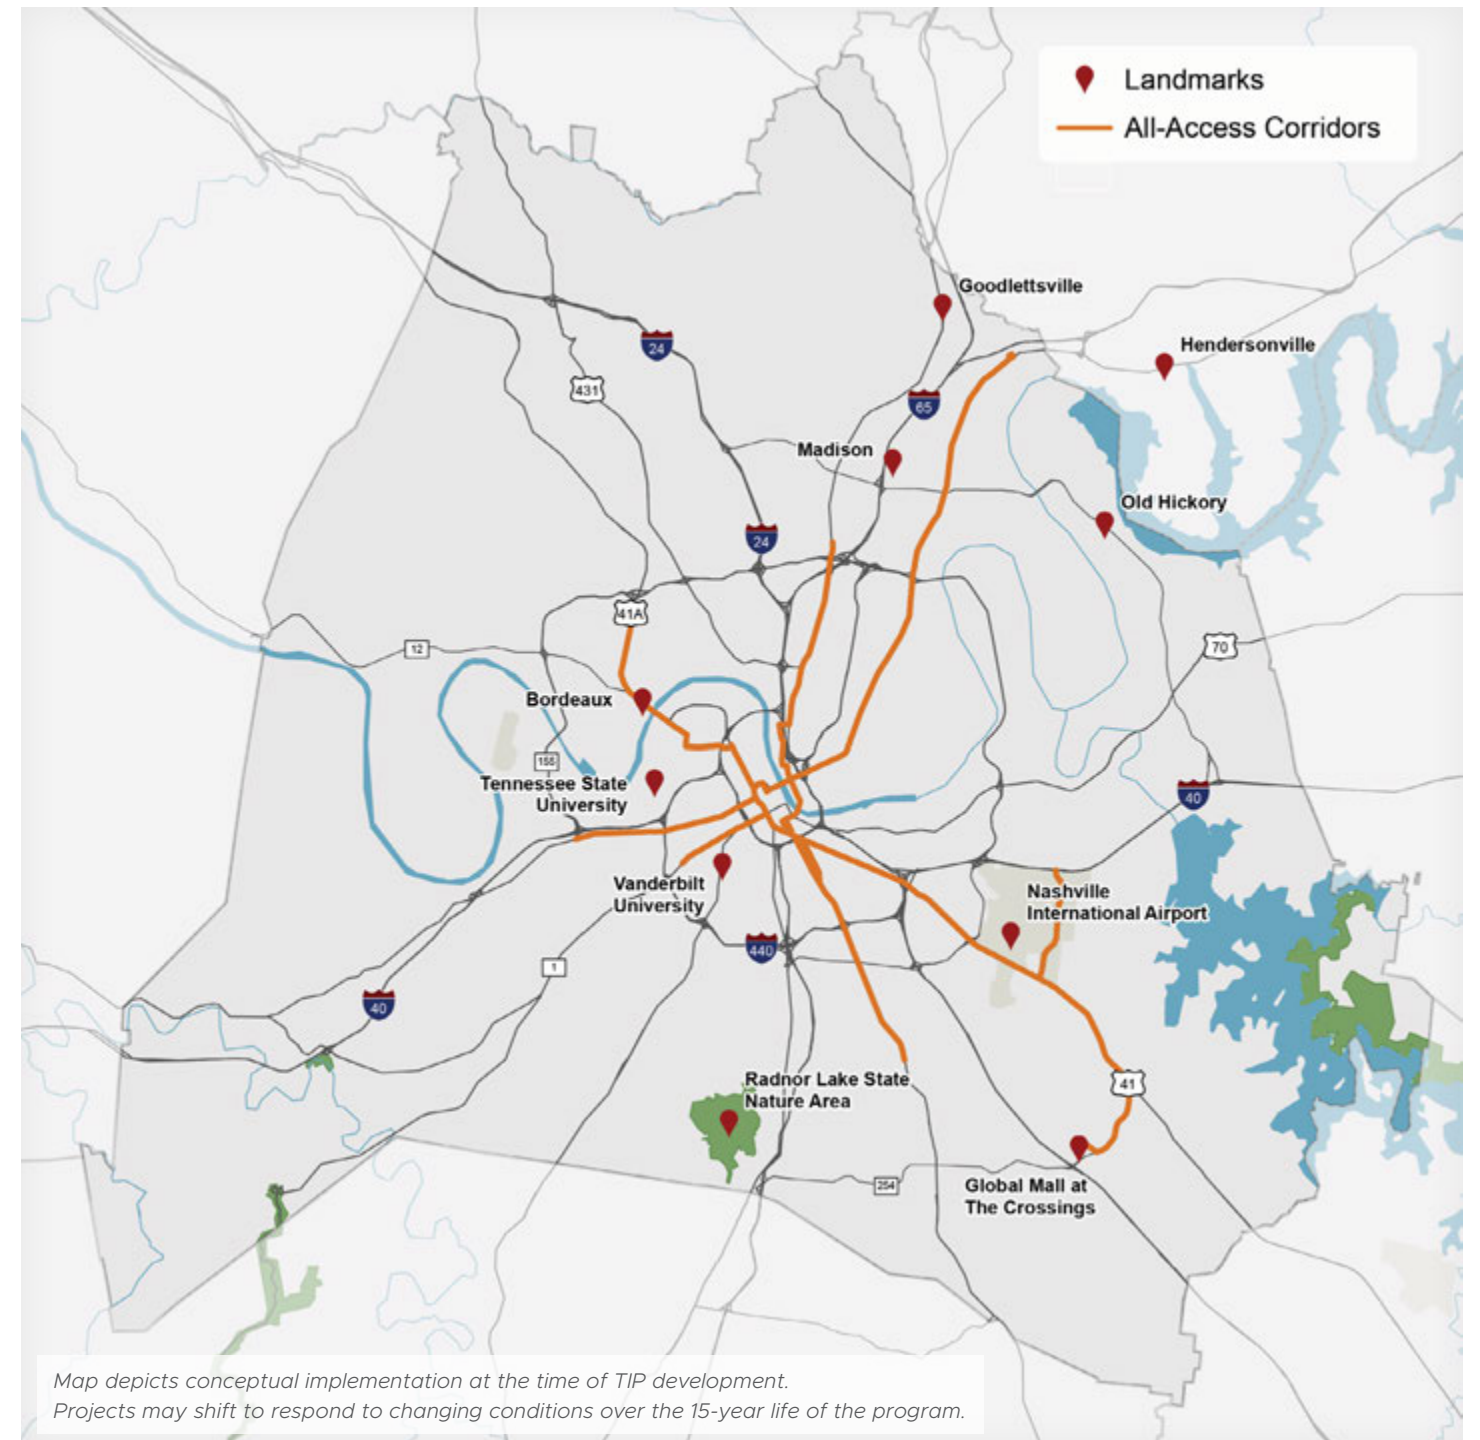 Landmarks
All-Access Corridors
Goodlettsville
Hendersonville
24
431
65
Madison
Old Hickory
24
41A
12
70
Bordeaux
155
Tennessee State
University
40
Vanderbilt
University
Nashville
International Airport
440
1
40
Radnor Lake State
Nature Area
41
254
Global Mall at
The Crossings
Map depicts conceptual implementation at the time of TIP development.
Projects may shift to respond to changing conditions over the 15-year life of the program.